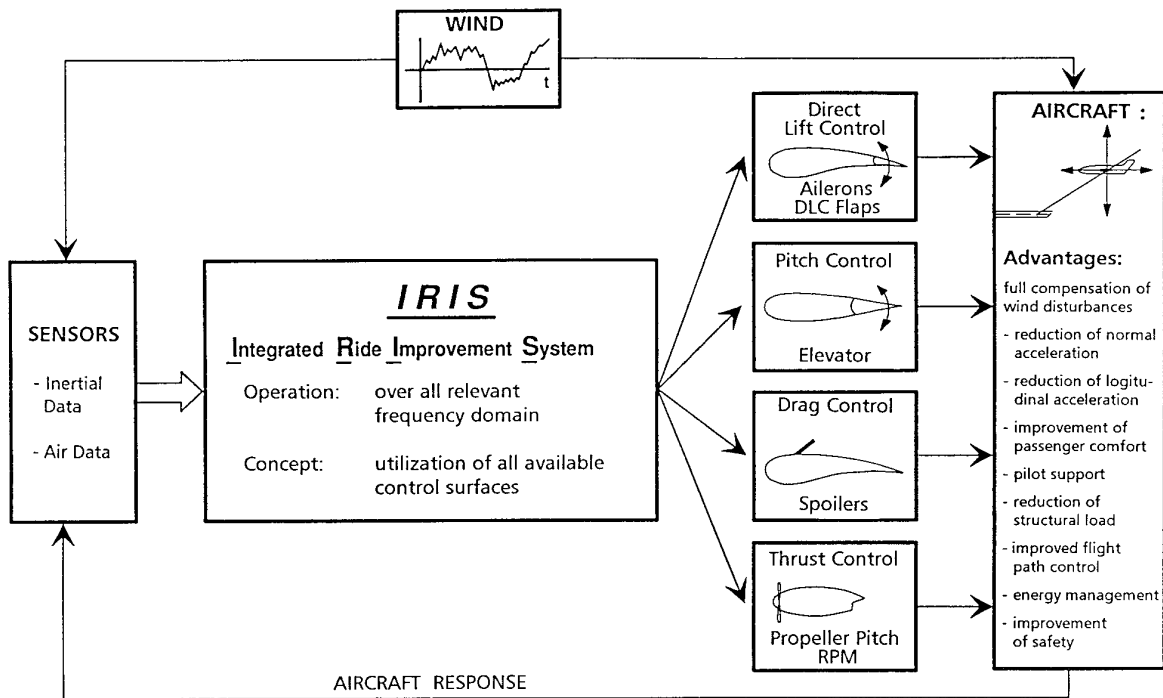 WIND
t
SENSORS
- Inertial
Data
- Air Data
IRIS
Integrated Ride Improvement System
Operation: over all relevant
frequency domain
Concept: utilization of all available
control surfaces
Direct
Lift Control
Ailerons
DLC Flaps
Pitch Control
Elevator
Drag Control
Spoilers
Thrust Control
Propeller Pitch
RPM
AIRCRAFT :
Advantages:
full compensation of
wind disturbances
- reduction of normal
acceleration
- reduction of logitu-
dinal acceleration
- improvement of
passenger comfort
- pilot support
- reduction of
structural load
- improved flight
path control
- energy management
- improvement
of safety
AIRCRAFT RESPONSE